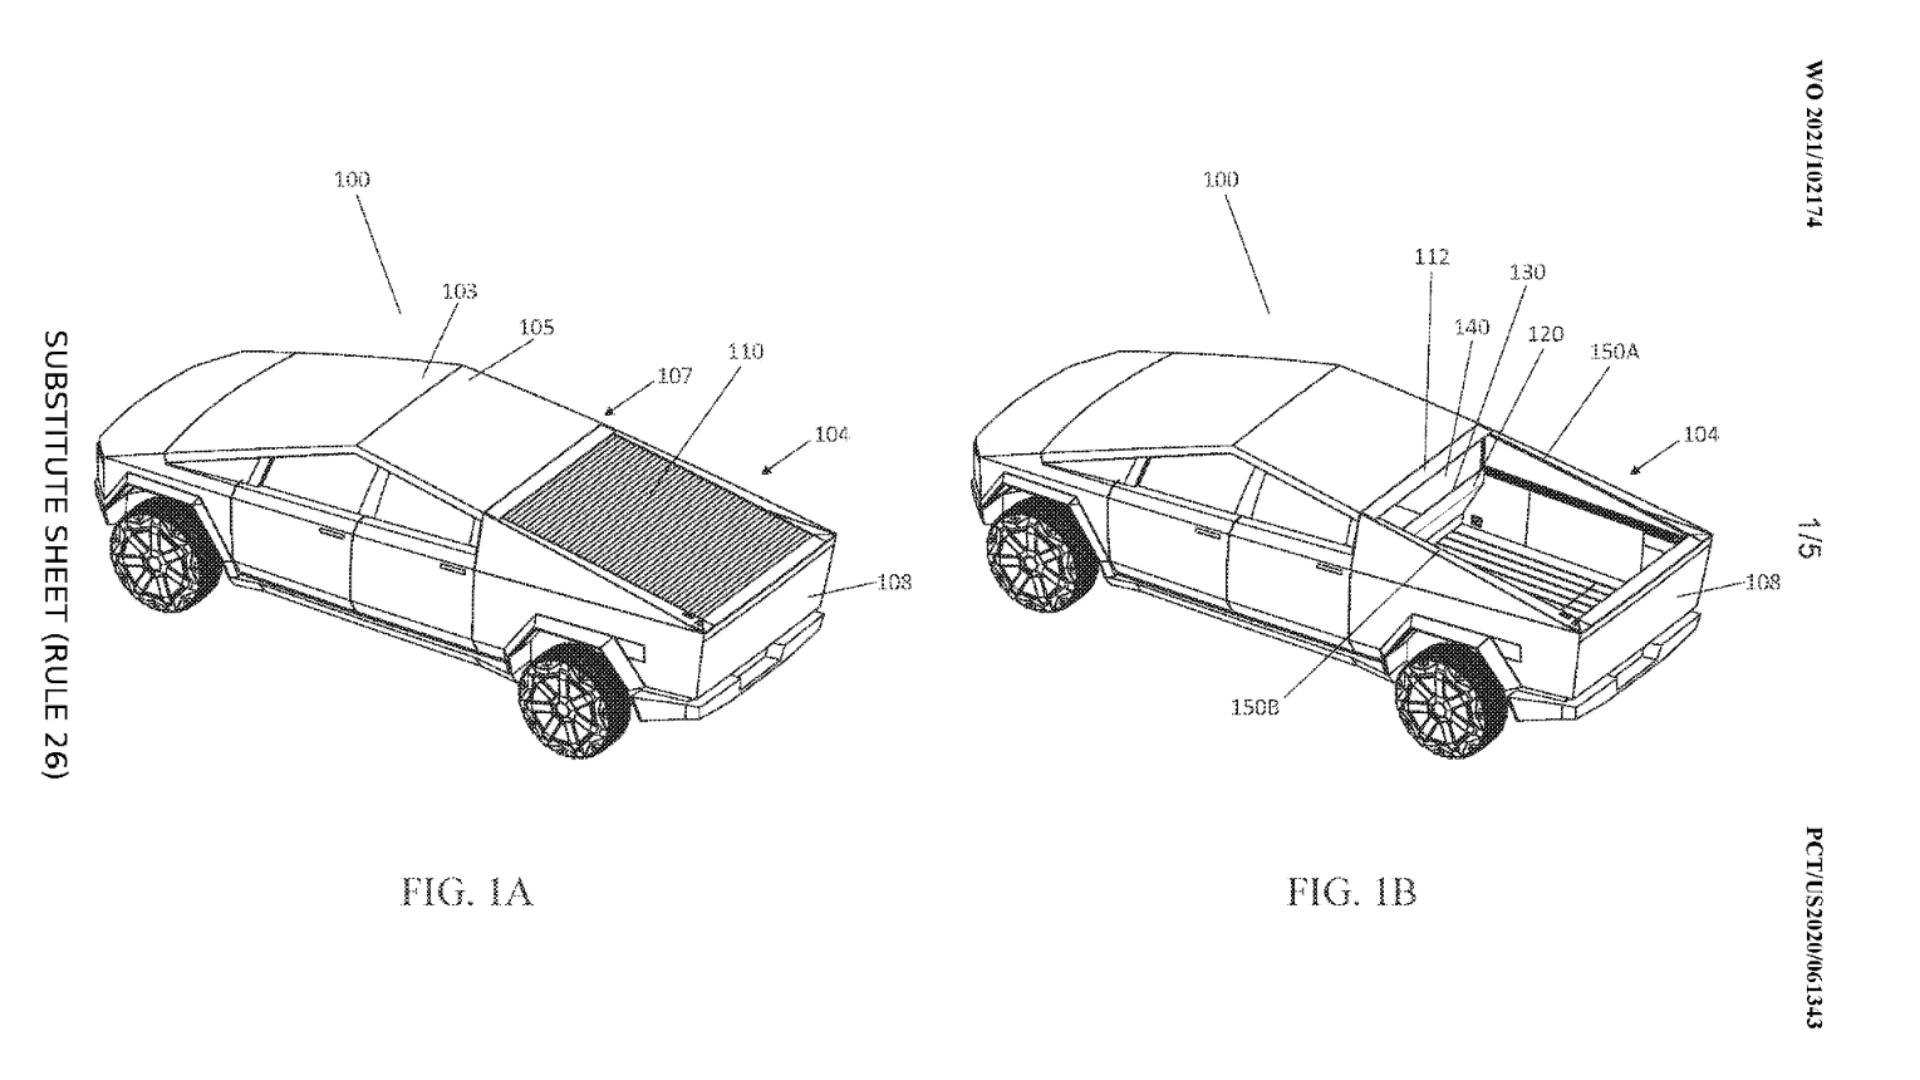 WO 2021/102174
1/5
PCT/US2020/061343
100
103
105
110
107
104
108
FIG. 1A
100
112
130
140
120
150A
104
108
150B
FIG. 1B
SUBSTITUTE SHEET (RULE 26)